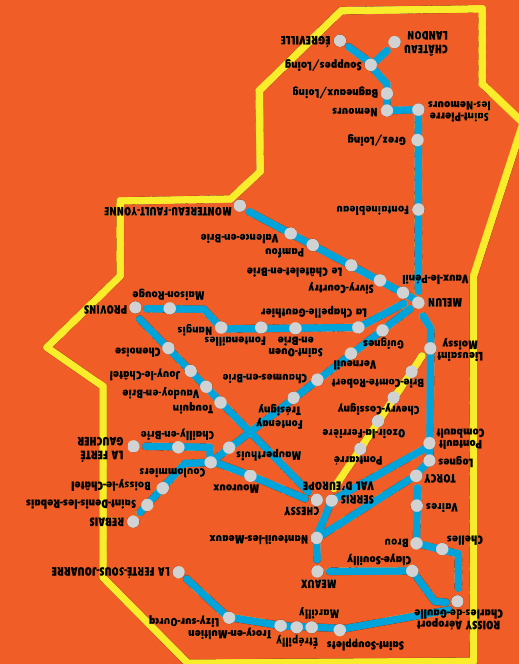 ROISSY Aéroport
Charles-de-Gaulle
Saint-Soupplets
Marcilly
Étrépilly
Trocy-en-Multien
Lizy-sur-Ourcq
LA FERTÉ-SOUS-JOUARRE
MEAUX
Claye-Souilly
Chelles
Brou
Vaires
TORCY
Lognes
Pontault
Combault
Nanteuil-les-Meaux
CHESSY
SERRIS
VAL D'EUROPE
REBAIS
Saint-Denis-les-Rebais
Boissy-le-Châtel
Coulommiers
Mouroux
LA FERTÉ
GAUCHER
Chailly-en-Brie
Mauperthuis
Pontcarré
Ozoir-la-Ferrière
Chevry-Cossigny
Brie-Comte-Robert
Lieusaint
Moissy
Touquin
Vaudoy-en-Brie
Jouy-le-Châtel
Chenoise
PROVINS
Maison-Rouge
Nangis
Fontenailles
Saint-Ouen-
en-Brie
La Chapelle-Gauthier
Fontenay
Trésigny
Chaumes-en-Brie
Verneuil
Guignes
MELUN
Vaux-le-Pénil
Sivry-Courtry
Le Châtelet-en-Brie
Pamfou
Valence-en-Brie
MONTEREAU-FAULT-YONNE
Fontainebleau
Grez/Loing
Saint-Pierre
les-Nemours
Nemours
Bagneaux/Loing
Souppes/Loing
CHÂTEAU
LANDON
ÉGREVILLE